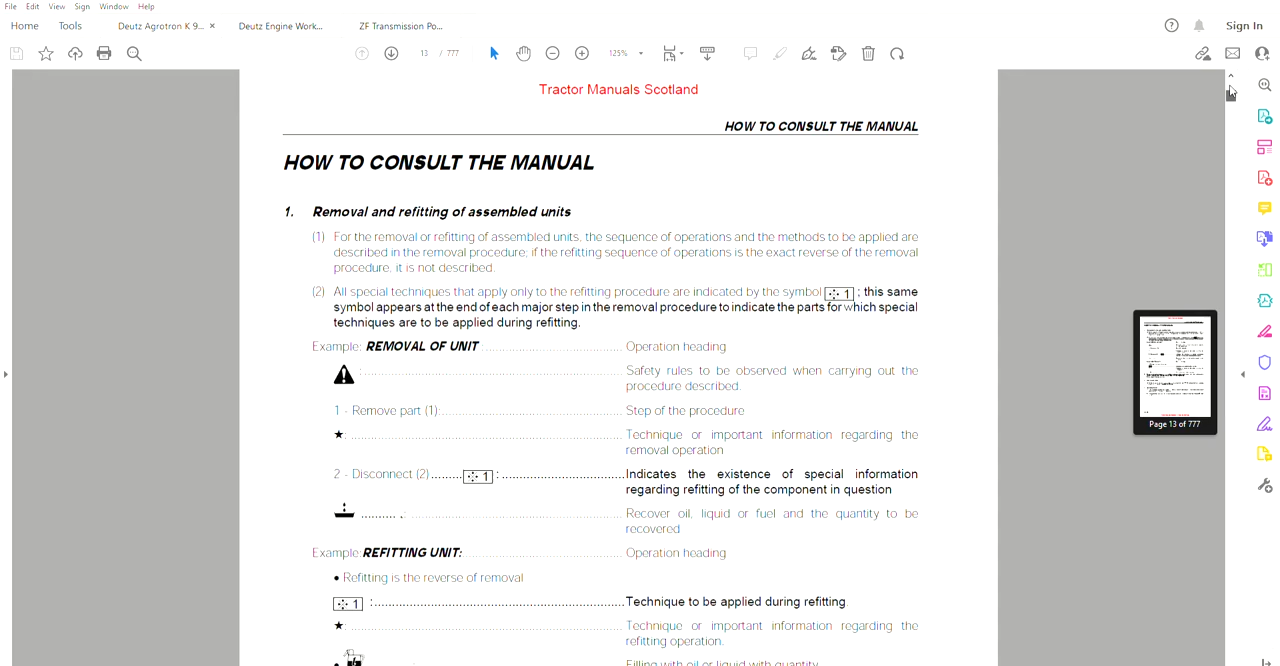 File Edit View Sign Window Help
Home Tools Deutz Agrotron K 9... × Deutz Engine Work... ZF Transmission Po... Sign In
13 / 777 125%
Tractor Manuals Scotland
HOW TO CONSULT THE MANUAL
HOW TO CONSULT THE MANUAL
1. Removal and refitting of assembled units
(1) For the removal or refitting of assembled units, the sequence of operations and the methods to be applied are
described in the removal procedure; if the refitting sequence of operations is the exact reverse of the removal
procedure, it is not described.
(2) All special techniques that apply only to the refitting procedure are indicated by the symbol 1 ; this same
symbol appears at the end of each major step in the removal procedure to indicate the parts for which special
techniques are to be applied during refitting.
Example: REMOVAL OF UNIT ........ Operation heading
: ........ Safety rules to be observed when carrying out the
procedure described.
1 - Remove part (1): ........ Step of the procedure
★: ........ Technique or important information regarding the
removal operation
2 - Disconnect (2) ........ 1 : ........ Indicates the existence of special information
regarding refitting of the component in question
........ Recover oil, liquid or fuel and the quantity to be
recovered
Example: REFITTING UNIT: ........ Operation heading
• Refitting is the reverse of removal
1 : ........ Technique to be applied during refitting.
★: ........ Technique or important information regarding the
refitting operation.
• ........ Filling with oil or liquid with quantity
Page 13 of 777